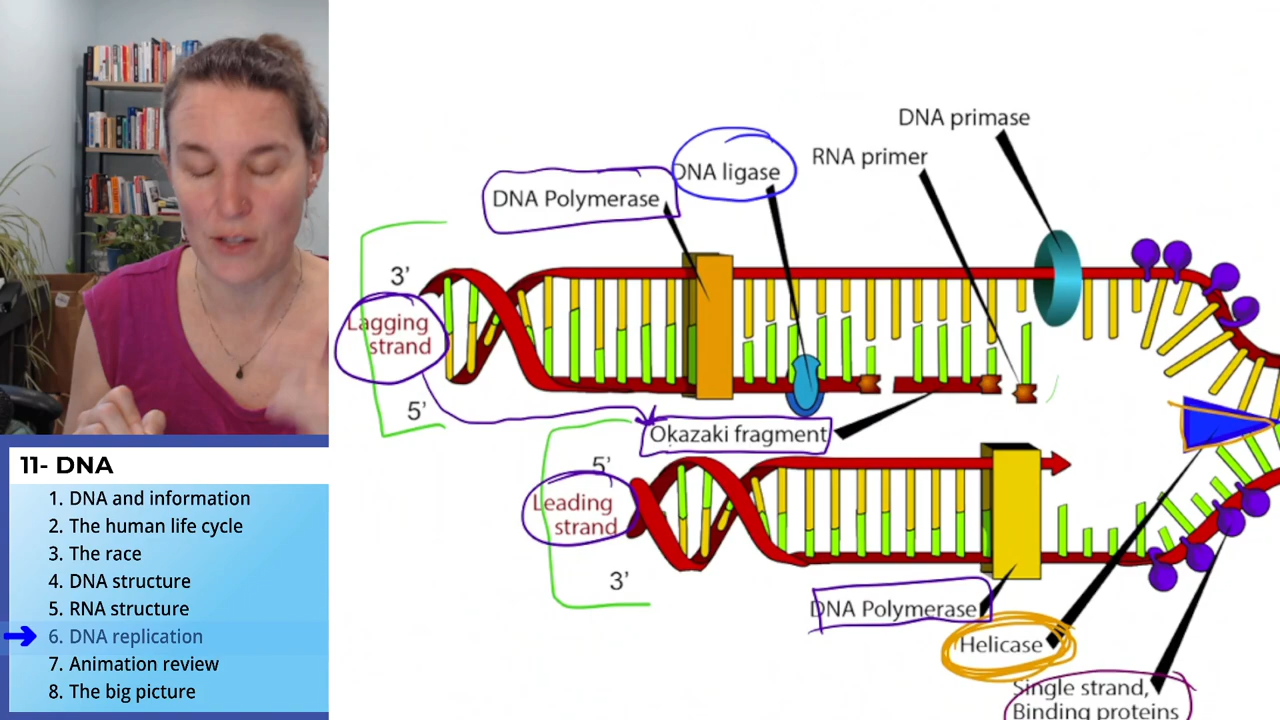 DNA primase
RNA primer
DNA ligase
DNA Polymerase
3’
Lagging
strand
5’
Okazaki fragment
5’
Leading
strand
3’
DNA Polymerase
Helicase
Single strand,
Binding proteins
11- DNA
1. DNA and information
2. The human life cycle
3. The race
4. DNA structure
5. RNA structure
6. DNA replication
7. Animation review
8. The big picture